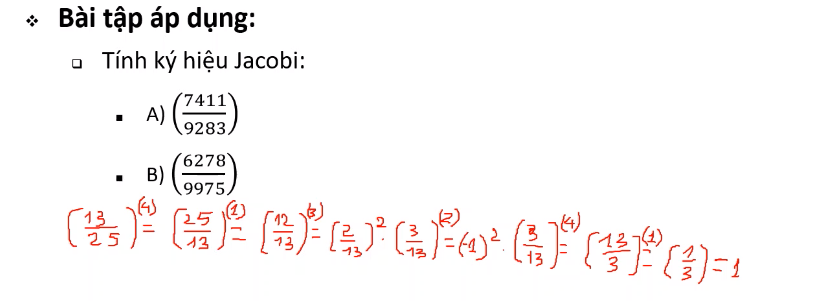 ❖ Bài tập áp dụng:
❑ Tính ký hiệu Jacobi:
▪ A) (7411/9283)
▪ B) (6278/9975)
(13/25) =^(4) (25/13) =^(1) (12/13) =^(3) (2/13)^2 · (3/13) =^(2) (-1)^2 · (3/13) =^(4) (13/3) =^(1) (1/3) = 1